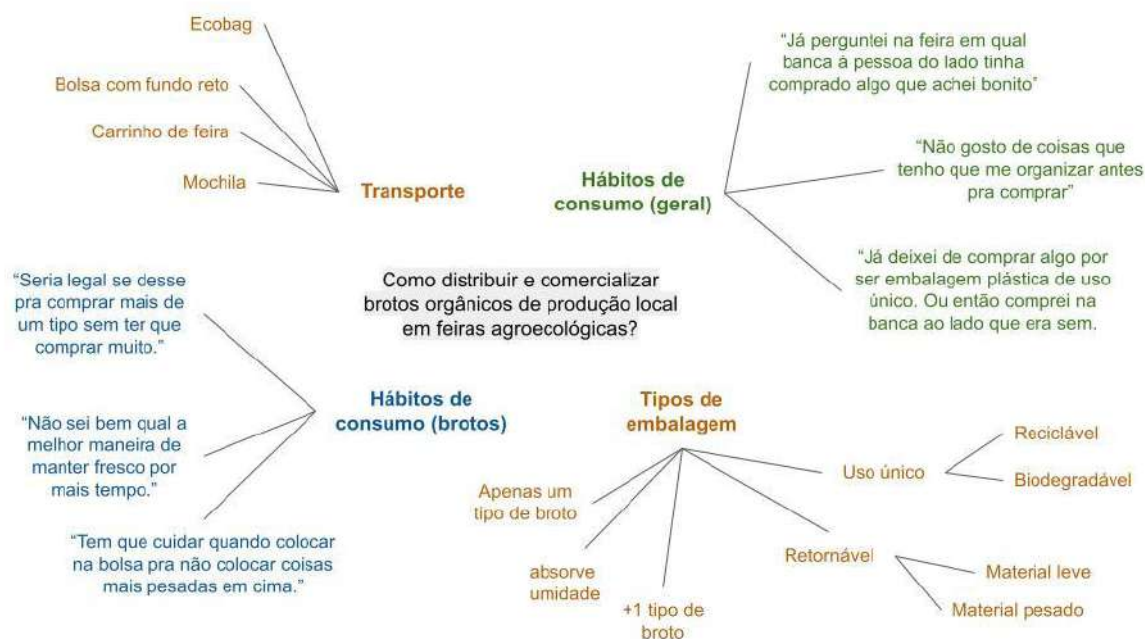 Ecobag
Bolsa com fundo reto
Carrinho de feira
Mochila
Transporte
Hábitos de
consumo (geral)
“Já perguntei na feira em qual
banca à pessoa do lado tinha
comprado algo que achei bonito”
“Não gosto de coisas que
tenho que me organizar antes
pra comprar”
“Já deixei de comprar algo por
ser embalagem plástica de uso
único. Ou então comprei na
banca ao lado que era sem.
Como distribuir e comercializar
brotos orgânicos de produção local
em feiras agroecológicas?
“Seria legal se desse
pra comprar mais de
um tipo sem ter que
comprar muito.”
“Não sei bem qual a
melhor maneira de
manter fresco por
mais tempo.”
“Tem que cuidar quando colocar
na bolsa pra não colocar coisas
mais pesadas em cima.”
Hábitos de
consumo (brotos)
Tipos de
embalagem
Apenas um
tipo de broto
absorve
umidade
+1 tipo de
broto
Uso único
Reciclável
Biodegradável
Retornável
Material leve
Material pesado